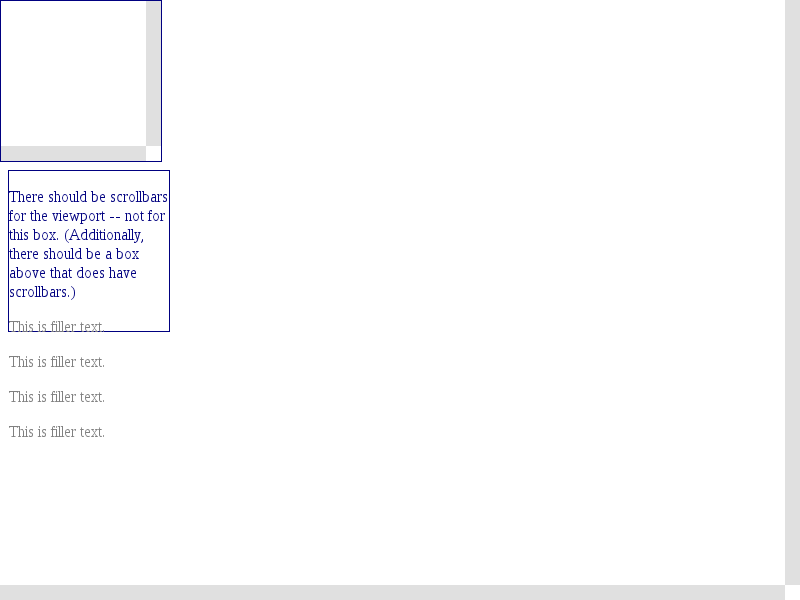 There should be scrollbars
for the viewport -- not for
this box. (Additionally,
there should be a box
above that does have
scrollbars.)
This is filler text.
This is filler text.
This is filler text.
This is filler text.